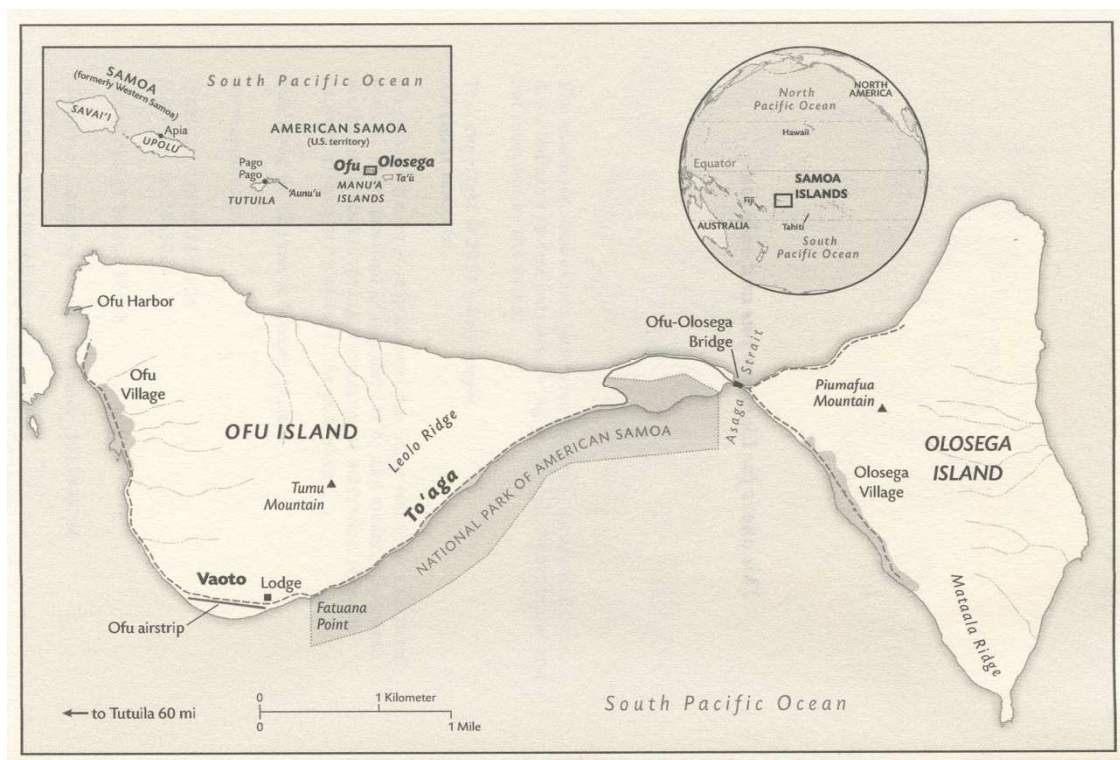 SAMOA
(formerly Western Samoa)
SAVAI'I
Apia
UPOLU
South Pacific Ocean
AMERICAN SAMOA
(U.S. territory)
Pago
Pago
'Aunu'u
TUTUILA
Ofu
Olosega
Ta'ū
MANU'A
ISLANDS
NORTH
AMERICA
North
Pacific Ocean
Hawaii
Equator
SAMOA
ISLANDS
Fiji
AUSTRALIA
Tahiti
South
Pacific Ocean
Ofu Harbor
Ofu
Village
OFU ISLAND
Leolo Ridge
Tumu
Mountain
To'aga
NATIONAL PARK OF AMERICAN SAMOA
Vaoto
Lodge
Ofu airstrip
Fatuana
Point
Ofu-Olosega
Bridge
Asaga Strait
Piumafua
Mountain
OLOSEGA
ISLAND
Olosega
Village
Mataala Ridge
← to Tutuila 60 mi
0 1 Kilometer
0 1 Mile
South Pacific Ocean